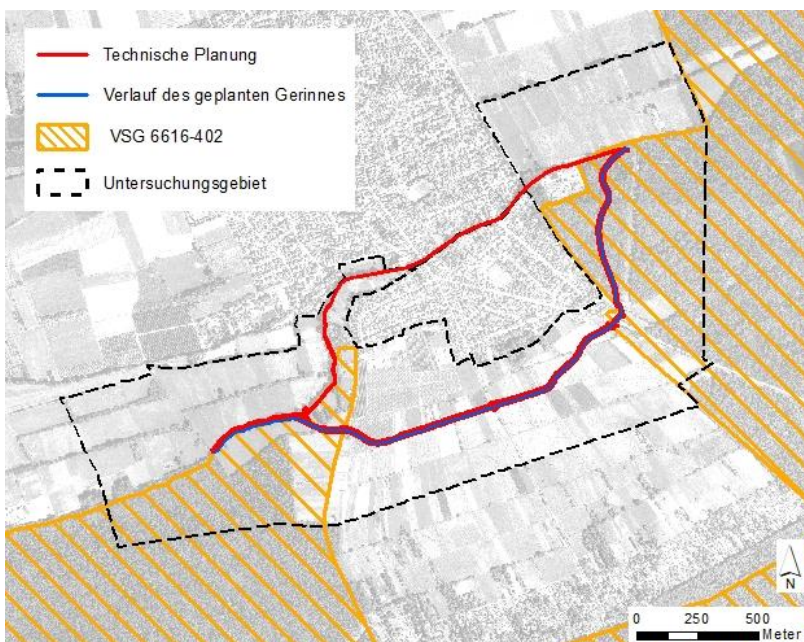 Technische Planung
Verlauf des geplanten Gerinnes
VSG 6616-402
Untersuchungsgebiet
N
0 250 500
Meter